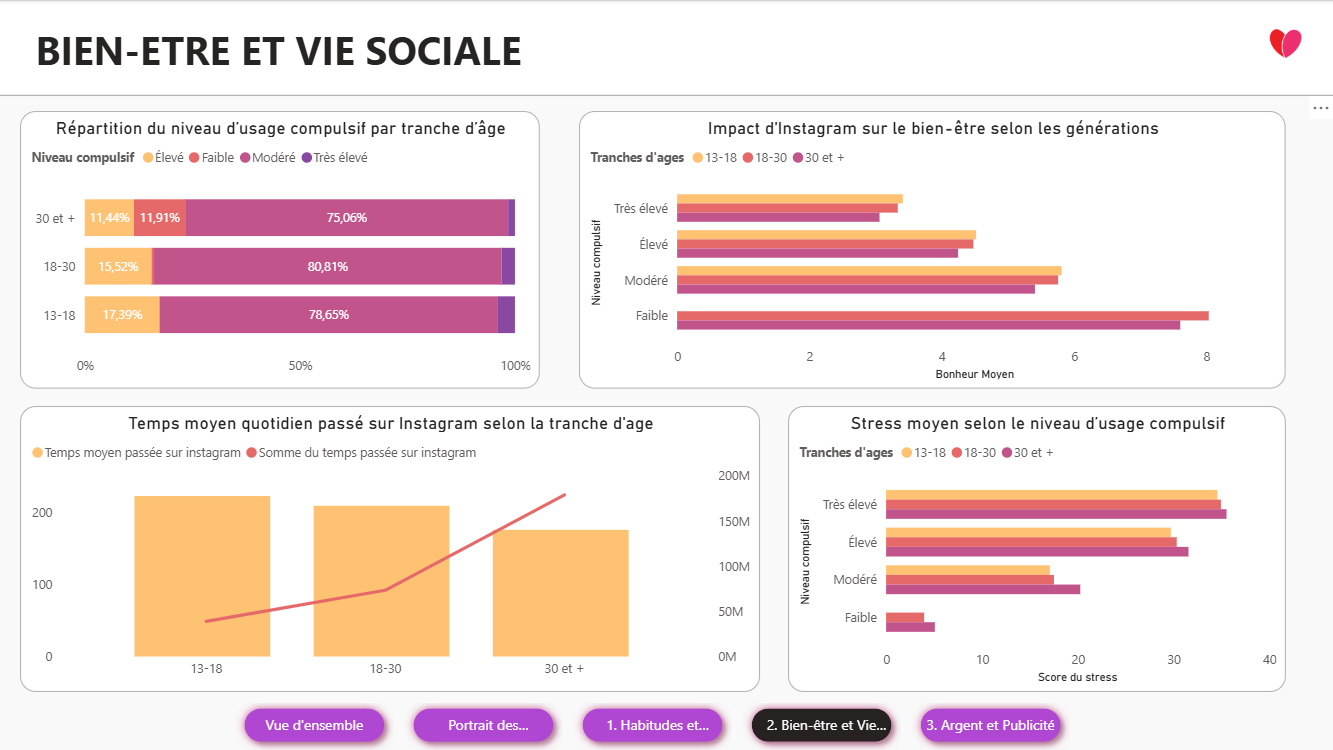 BIEN-ETRE ET VIE SOCIALE
Répartition du niveau d’usage compulsif par tranche d’âge
Niveau compulsif Élevé Faible Modéré Très élevé
30 et + 11,44% 11,91% 75,06%
18-30 15,52% 80,81%
13-18 17,39% 78,65%
0% 50% 100%
Impact d'Instagram sur le bien-être selon les générations
Tranches d'ages 13-18 18-30 30 et +
Niveau compulsif
Très élevé
Élevé
Modéré
Faible
0 2 4 6 8
Bonheur Moyen
Temps moyen quotidien passé sur Instagram selon la tranche d'age
Temps moyen passée sur instagram Somme du temps passée sur instagram
200
100
0
200M
150M
100M
50M
0M
13-18 18-30 30 et +
Stress moyen selon le niveau d’usage compulsif
Tranches d'ages 13-18 18-30 30 et +
Niveau compulsif
Très élevé
Élevé
Modéré
Faible
0 10 20 30 40
Score du stress
Vue d'ensemble Portrait des... 1. Habitudes et... 2. Bien-être et Vie... 3. Argent et Publicité